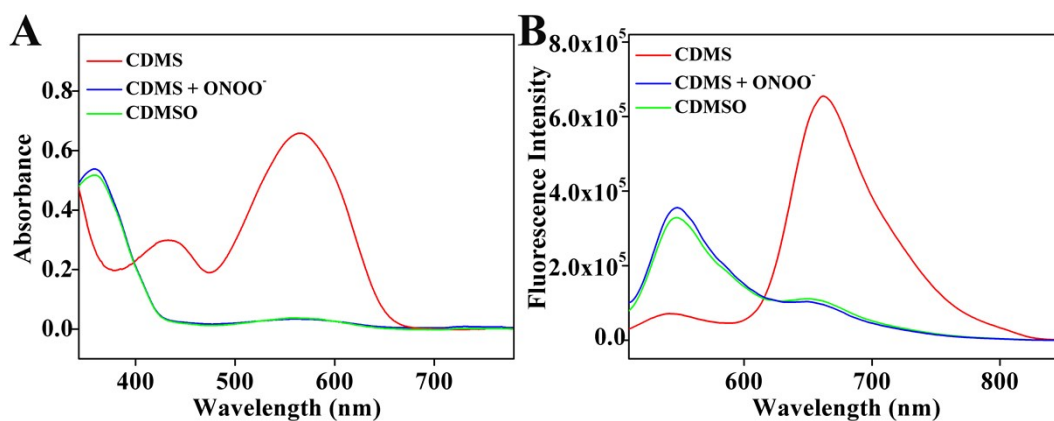 A
CDMS
CDMS + ONOO⁻
CDMSO
Absorbance
0.8
0.6
0.4
0.2
0.0
400
500
600
700
Wavelength (nm)
B
CDMS
CDMS + ONOO⁻
CDMSO
Fluorescence Intensity
8.0x10⁵
6.0x10⁵
4.0x10⁵
2.0x10⁵
0.0
600
700
800
Wavelength (nm)